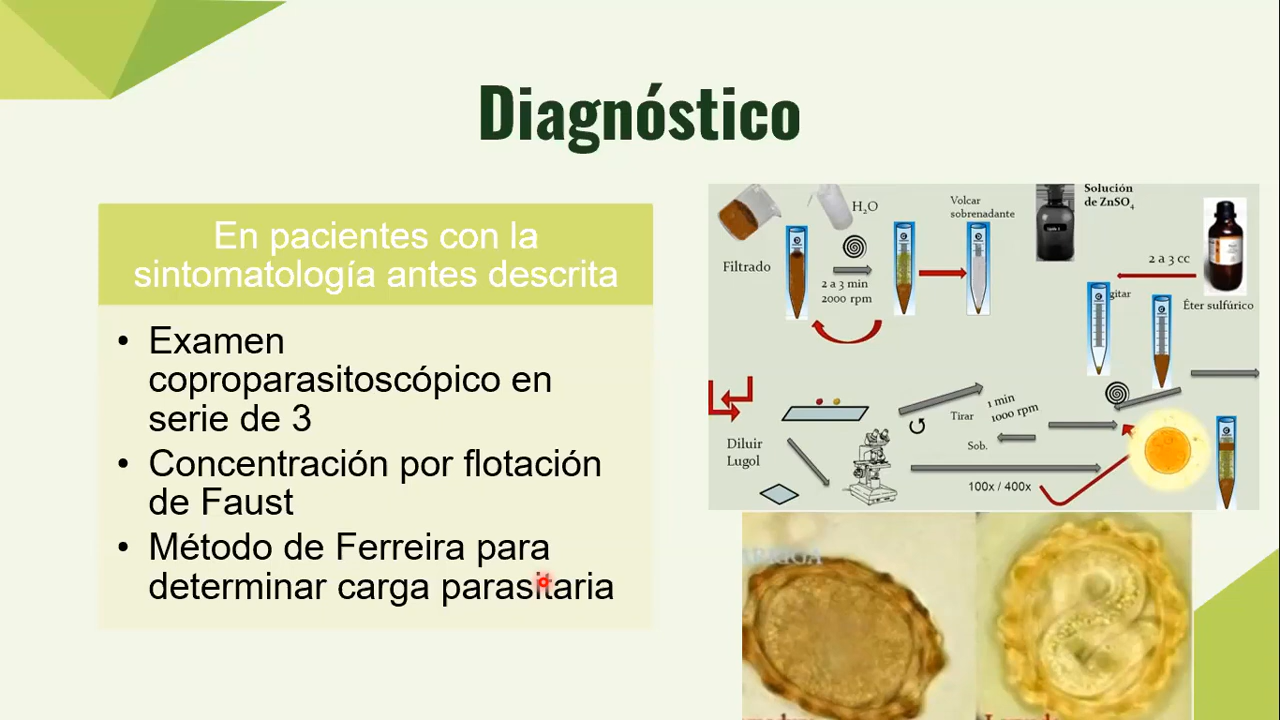 Diagnóstico
En pacientes con la
sintomatología antes descrita
• Examen
coproparasitoscópico en
serie de 3
• Concentración por flotación
de Faust
• Método de Ferreira para
determinar carga parasitaria
H₂O
Volcar
sobrenadante
Solución
de ZnSO₄
Filtrado
2 a 3 min
2000 rpm
2 a 3 cc
gitar
Éter sulfúrico
Diluir
Lugol
Tirar
1 min
1000 rpm
Sob.
100x / 400x